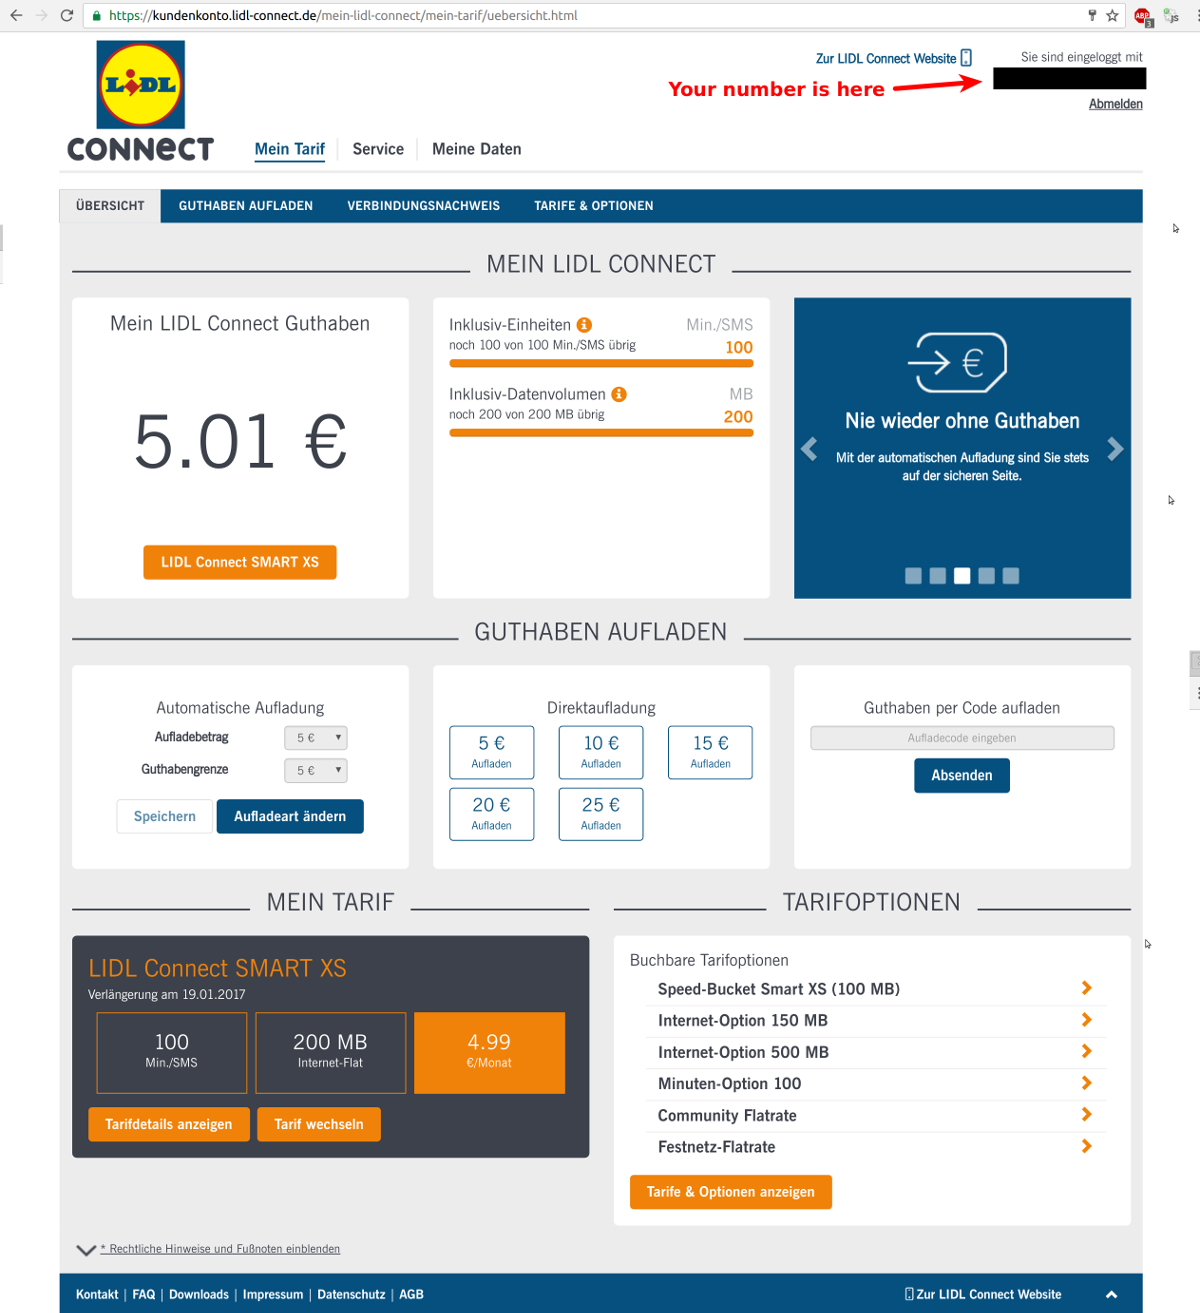 https://kundenkonto.lidl-connect.de/mein-lidl-connect/mein-tarif/uebersicht.html
ABP
3
js
LIDL
CONNECT
Zur LIDL Connect Website
Sie sind eingeloggt mit
Your number is here
Abmelden
Mein Tarif
Service
Meine Daten
ÜBERSICHT
GUTHABEN AUFLADEN
VERBINDUNGSNACHWEIS
TARIFE & OPTIONEN
MEIN LIDL CONNECT
Mein LIDL Connect Guthaben
5.01 €
LIDL Connect SMART XS
Inklusiv-Einheiten
Min./SMS
noch 100 von 100 Min./SMS übrig
100
Inklusiv-Datenvolumen
MB
noch 200 von 200 MB übrig
200
€
Nie wieder ohne Guthaben
Mit der automatischen Aufladung sind Sie stets
auf der sicheren Seite.
GUTHABEN AUFLADEN
Automatische Aufladung
Aufladebetrag
5 €
Guthabengrenze
5 €
Speichern
Aufladeart ändern
Direktaufladung
5 €
Aufladen
10 €
Aufladen
15 €
Aufladen
20 €
Aufladen
25 €
Aufladen
Guthaben per Code aufladen
Aufladecode eingeben
Absenden
MEIN TARIF
LIDL Connect SMART XS
Verlängerung am 19.01.2017
100
Min./SMS
200 MB
Internet-Flat
4.99
€/Monat
Tarifdetails anzeigen
Tarif wechseln
TARIFOPTIONEN
Buchbare Tarifoptionen
Speed-Bucket Smart XS (100 MB)
Internet-Option 150 MB
Internet-Option 500 MB
Minuten-Option 100
Community Flatrate
Festnetz-Flatrate
Tarife & Optionen anzeigen
* Rechtliche Hinweise und Fußnoten einblenden
Kontakt | FAQ | Downloads | Impressum | Datenschutz | AGB
Zur LIDL Connect Website